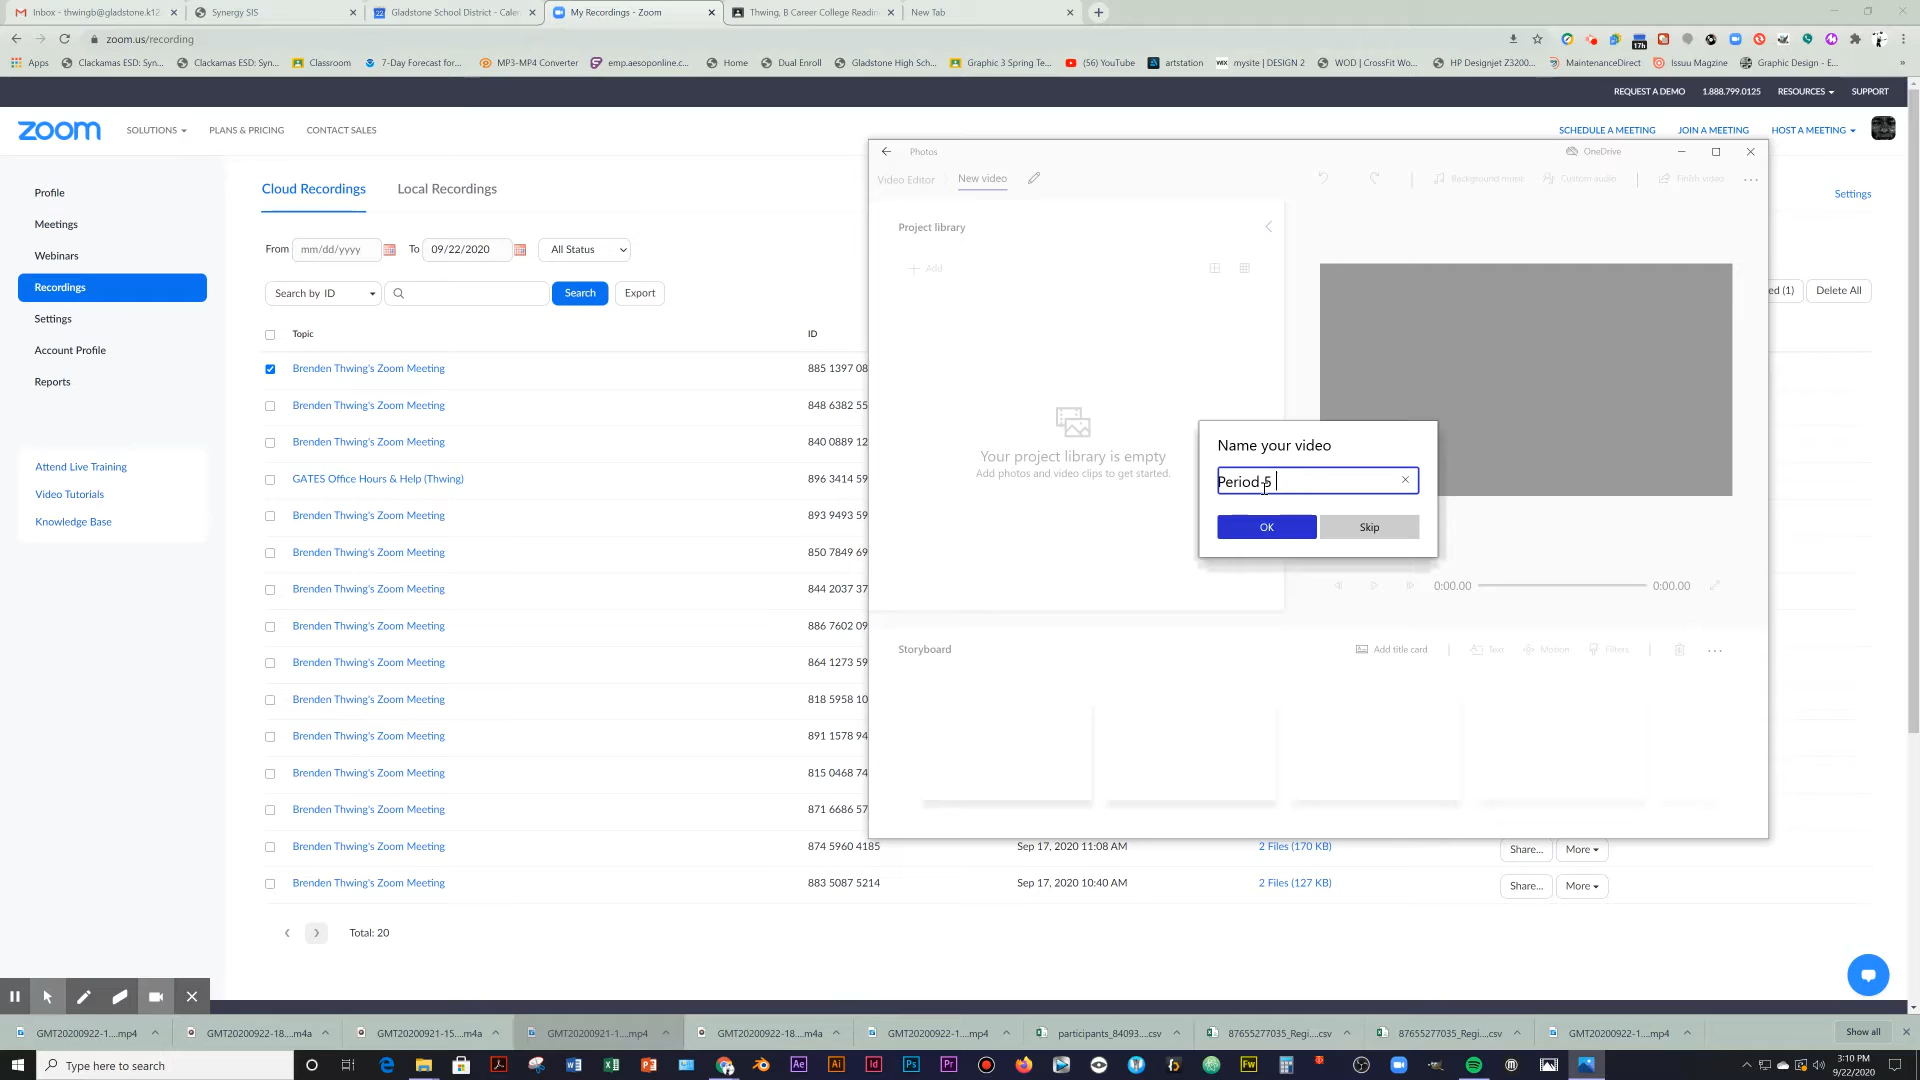 Inbox - thwingb@gladstone.k12
Synergy SIS
Gladstone School District - Cale
My Recordings - Zoom
Thwing, B Career College Readin
New Tab
zoom.us/recording
17h
Apps
Clackamas ESD: Syn...
Clackamas ESD: Syn...
Classroom
7-Day Forecast for...
MP3-MP4 Converter
emp.aesoponline.c...
Home
Dual Enroll
Gladstone High Sch...
Graphic 3 Spring Te...
(56) YouTube
artstation
mysite | DESIGN 2
WOD | CrossFit Wo...
HP Designjet Z3200...
MaintenanceDirect
Issuu Magzine
Graphic Design - E...
REQUEST A DEMO
1.888.799.0125
RESOURCES
SUPPORT
zoom
SOLUTIONS
PLANS & PRICING
CONTACT SALES
SCHEDULE A MEETING
JOIN A MEETING
HOST A MEETING
Profile
Meetings
Webinars
Recordings
Settings
Account Profile
Reports
Attend Live Training
Video Tutorials
Knowledge Base
Cloud Recordings
Local Recordings
Settings
From mm/dd/yyyy To 09/22/2020 All Status
Search by ID Search Export
ed (1) Delete All
Topic ID
Brenden Thwing's Zoom Meeting 885 1397 08
Brenden Thwing's Zoom Meeting 848 6382 55
Brenden Thwing's Zoom Meeting 840 0889 12
GATES Office Hours & Help (Thwing) 896 3414 59
Brenden Thwing's Zoom Meeting 893 9493 59
Brenden Thwing's Zoom Meeting 850 7849 69
Brenden Thwing's Zoom Meeting 844 2037 37
Brenden Thwing's Zoom Meeting 886 7602 09
Brenden Thwing's Zoom Meeting 864 1273 59
Brenden Thwing's Zoom Meeting 818 5958 10
Brenden Thwing's Zoom Meeting 891 1578 94
Brenden Thwing's Zoom Meeting 815 0468 74
Brenden Thwing's Zoom Meeting 871 6686 57
Brenden Thwing's Zoom Meeting 874 5960 4185 Sep 17, 2020 11:08 AM 2 Files (170 KB) Share... More
Brenden Thwing's Zoom Meeting 883 5087 5214 Sep 17, 2020 10:40 AM 2 Files (127 KB) Share... More
Total: 20
Photos
OneDrive
Video Editor
New video
Background music
Custom audio
Finish video
Project library
Add
Your project library is empty
Add photos and video clips to get started.
Name your video
Period 5
OK
Skip
0:00.00
0:00.00
Storyboard
Add title card
Text
Motion
Filters
GMT20200922-1....mp4
GMT20200922-18....m4a
GMT20200921-15....m4a
GMT20200921-1....mp4
GMT20200922-18....m4a
GMT20200922-1....mp4
participants_84093....csv
87655277035_Regi....csv
87655277035_Regi....csv
GMT20200922-1....mp4
Show all
Type here to search
Ae
Ai
Id
Ps
Pr
Fw
3:10 PM
9/22/2020